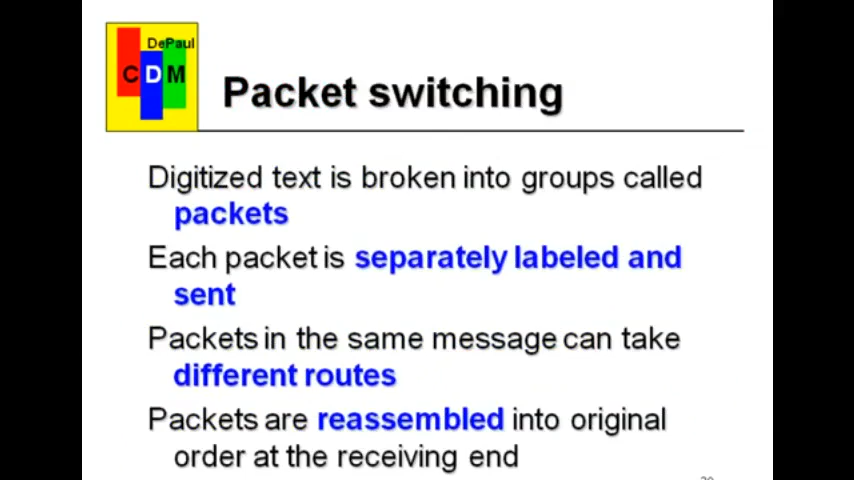 DePaul
CDM
Packet switching
Digitized text is broken into groups called
packets
Each packet is separately labeled and
sent
Packets in the same message can take
different routes
Packets are reassembled into original
order at the receiving end